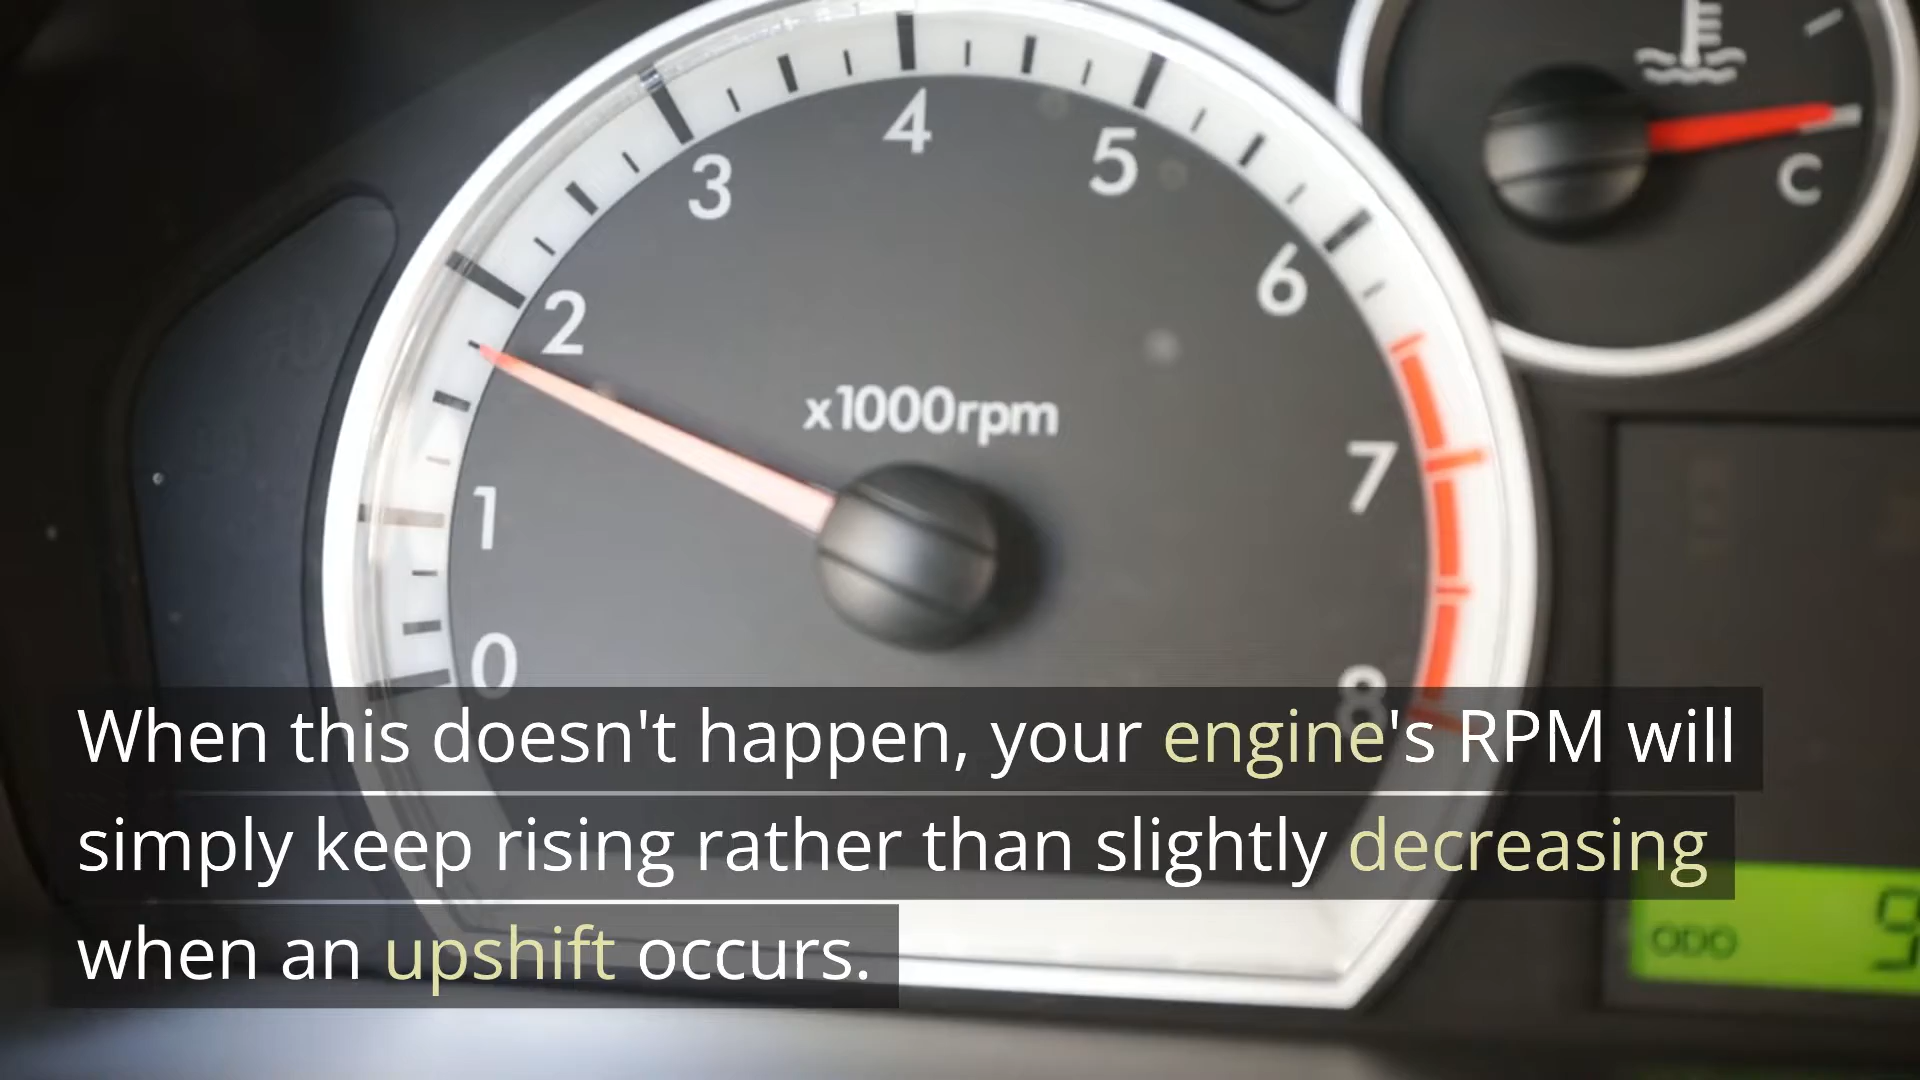 4
3
5
C
2
6
x1000rpm
7
1
0
8
When this doesn't happen, your engine's RPM will
simply keep rising rather than slightly decreasing
when an upshift occurs.
ODO 9